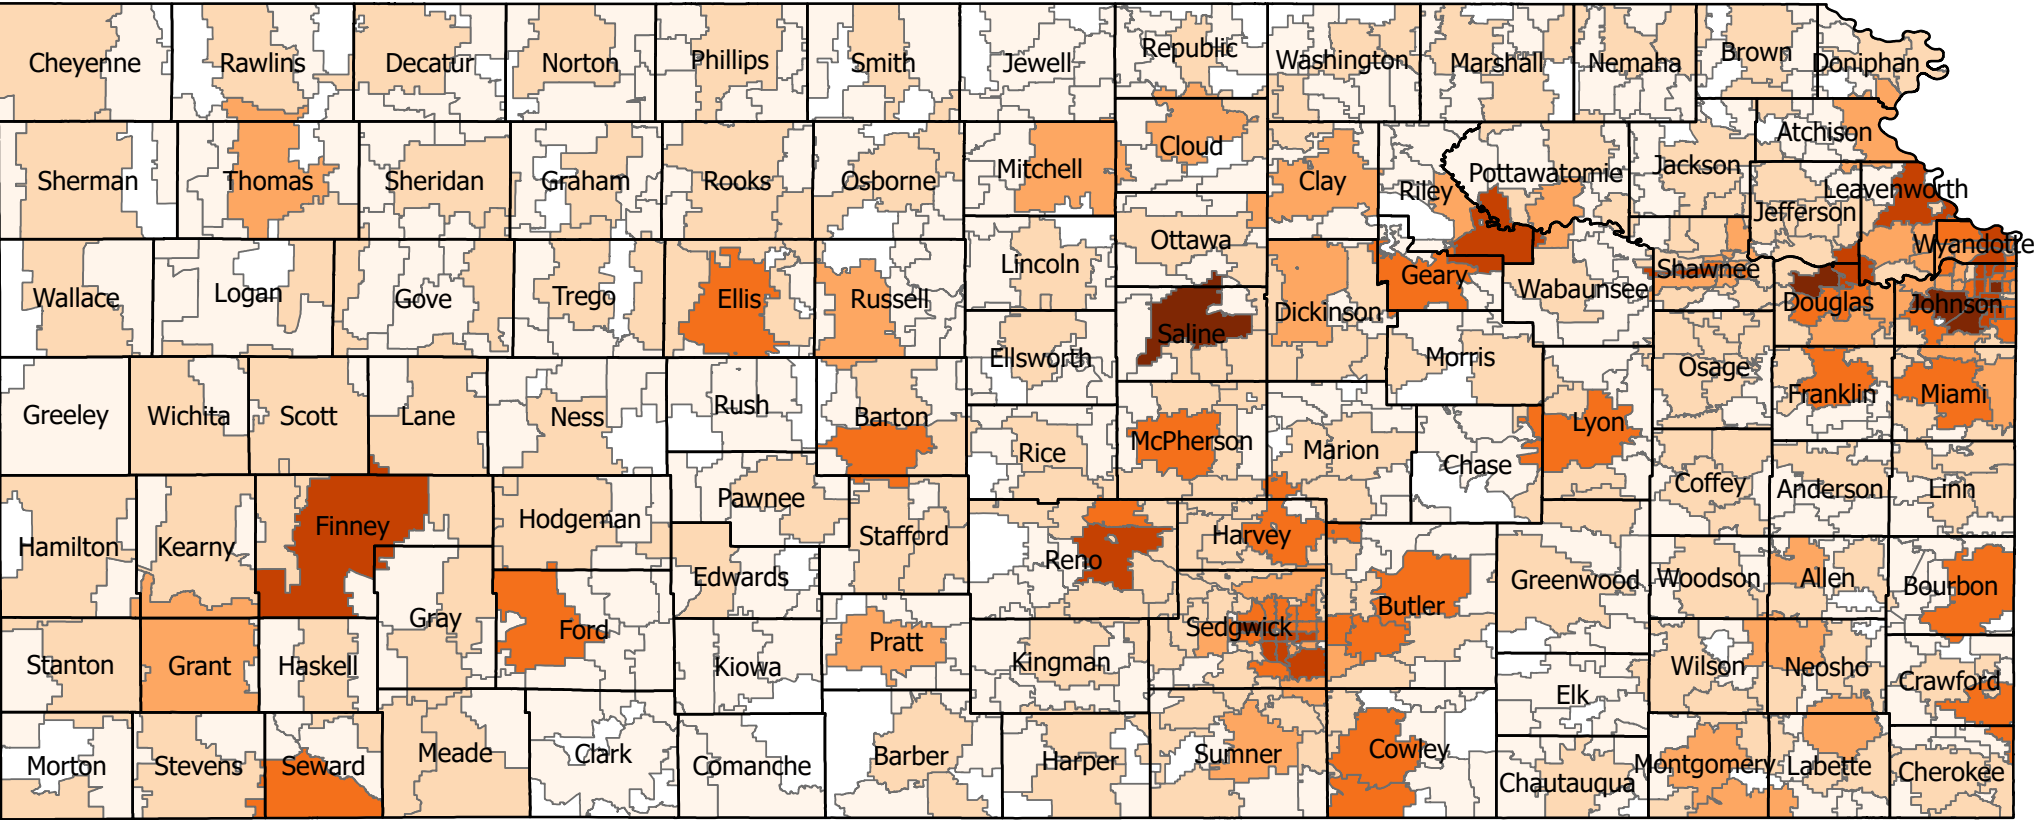 Cheyenne
Rawlins
Decatur
Norton
Phillips
Smith
Jewell
Republic
Washington
Marshall
Nemaha
Brown
Doniphan
Sherman
Thomas
Sheridan
Graham
Rooks
Osborne
Mitchell
Cloud
Clay
Riley
Pottawatomie
Jackson
Atchison
Jefferson
Leavenworth
Wyandotte
Wallace
Logan
Gove
Trego
Ellis
Russell
Lincoln
Ottawa
Saline
Dickinson
Geary
Wabaunsee
Shawnee
Douglas
Johnson
Greeley
Wichita
Scott
Lane
Ness
Rush
Barton
Ellsworth
Rice
McPherson
Marion
Morris
Chase
Lyon
Osage
Franklin
Miami
Coffey
Anderson
Linn
Hamilton
Kearny
Finney
Hodgeman
Pawnee
Stafford
Edwards
Reno
Harvey
Sedgwick
Butler
Greenwood
Woodson
Allen
Bourbon
Gray
Ford
Pratt
Kiowa
Kingman
Stanton
Grant
Haskell
Elk
Wilson
Neosho
Crawford
Morton
Stevens
Seward
Meade
Clark
Comanche
Barber
Harper
Sumner
Cowley
Chautauqua
Montgomery
Labette
Cherokee